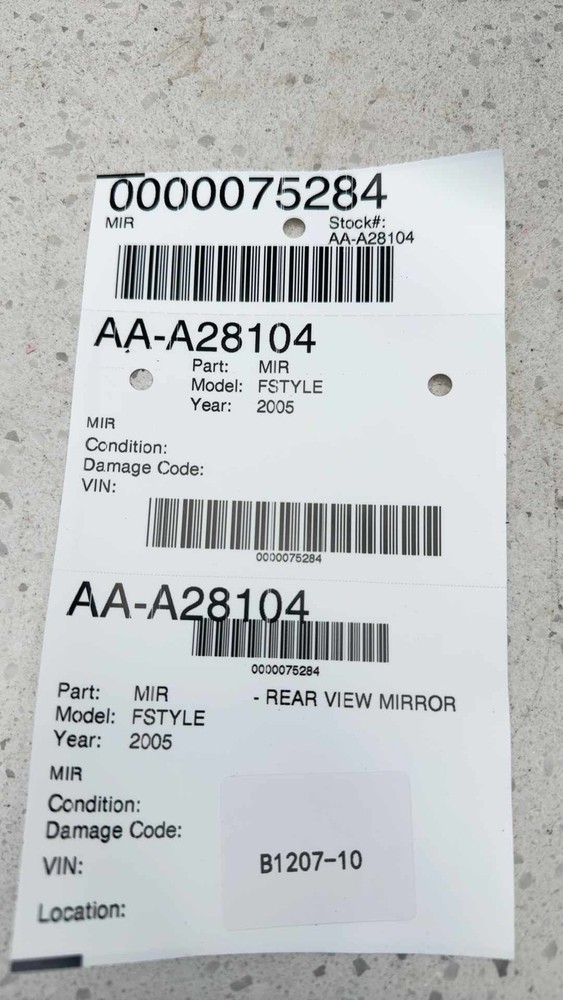 0000075284
MIR
Stock#:
AA-A28104
AA-A28104
Part: MIR
Model: FSTYLE
Year: 2005
MIR
Condition:
Damage Code:
VIN:
0000075284
AA-A28104
0000075284
Part: MIR - REAR VIEW MIRROR
Model: FSTYLE
Year: 2005
MIR
Condition:
Damage Code:
VIN:
B1207-10
Location: